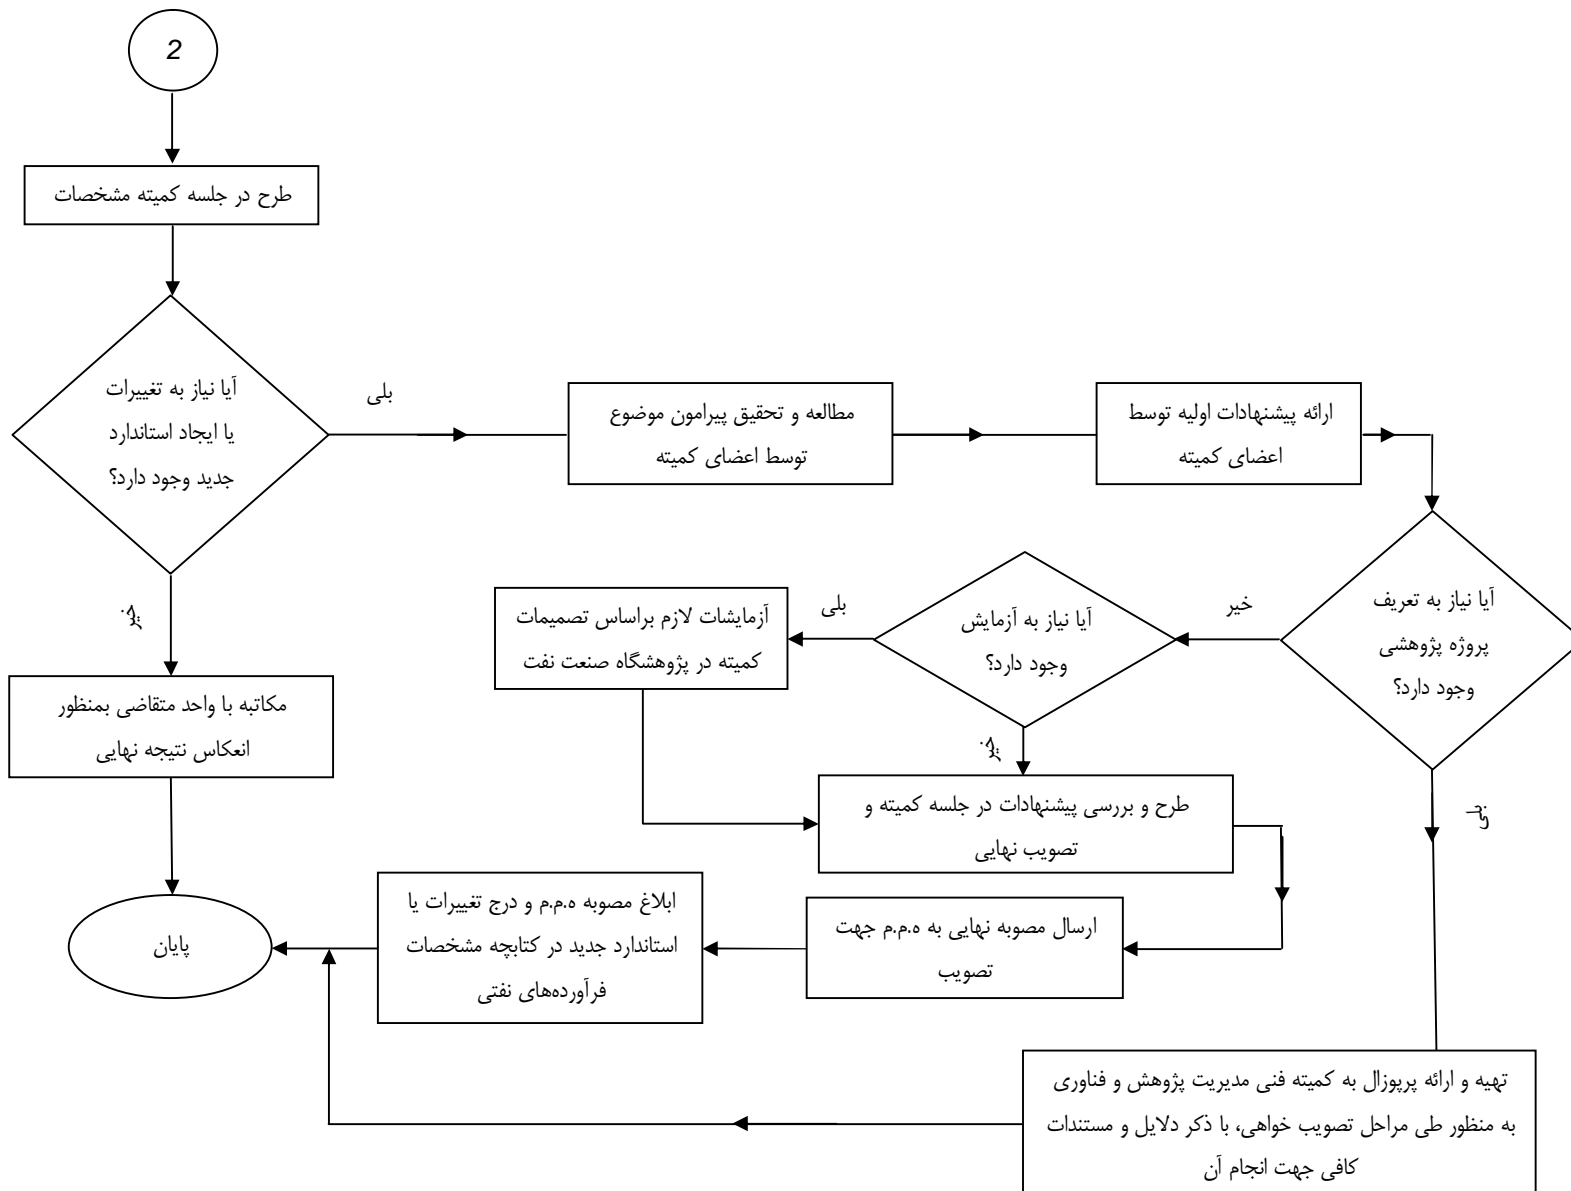 2
طرح در جلسه کمیته مشخصات
آیا نیاز به تغییرات
یا ایجاد استاندارد
جدید وجود دارد؟
بلی
مطالعه و تحقیق پیرامون موضوع
توسط اعضای کمیته
ارائه پیشنهادات اولیه توسط
اعضای کمیته
آیا نیاز به تعریف
پروژه پژوهشی
وجود دارد؟
خیر
آیا نیاز به آزمایش
وجود دارد؟
بلی
آزمایشات لازم براساس تصمیمات
کمیته در پژوهشگاه صنعت نفت
خیر
مکاتبه با واحد متقاضی بمنظور
انعکاس نتیجه نهایی
خیر
طرح و بررسی پیشنهادات در جلسه کمیته و
تصویب نهایی
بلی
ارسال مصوبه نهایی به ه.م.م جهت
تصویب
ابلاغ مصوبه ه.م.م و درج تغییرات یا
استاندارد جدید در کتابچه مشخصات
فرآورده‌های نفتی
پایان
تهیه و ارائه پرپوزال به کمیته فنی مدیریت پژوهش و فناوری
به منظور طی مراحل تصویب خواهی، با ذکر دلایل و مستندات
کافی جهت انجام آن